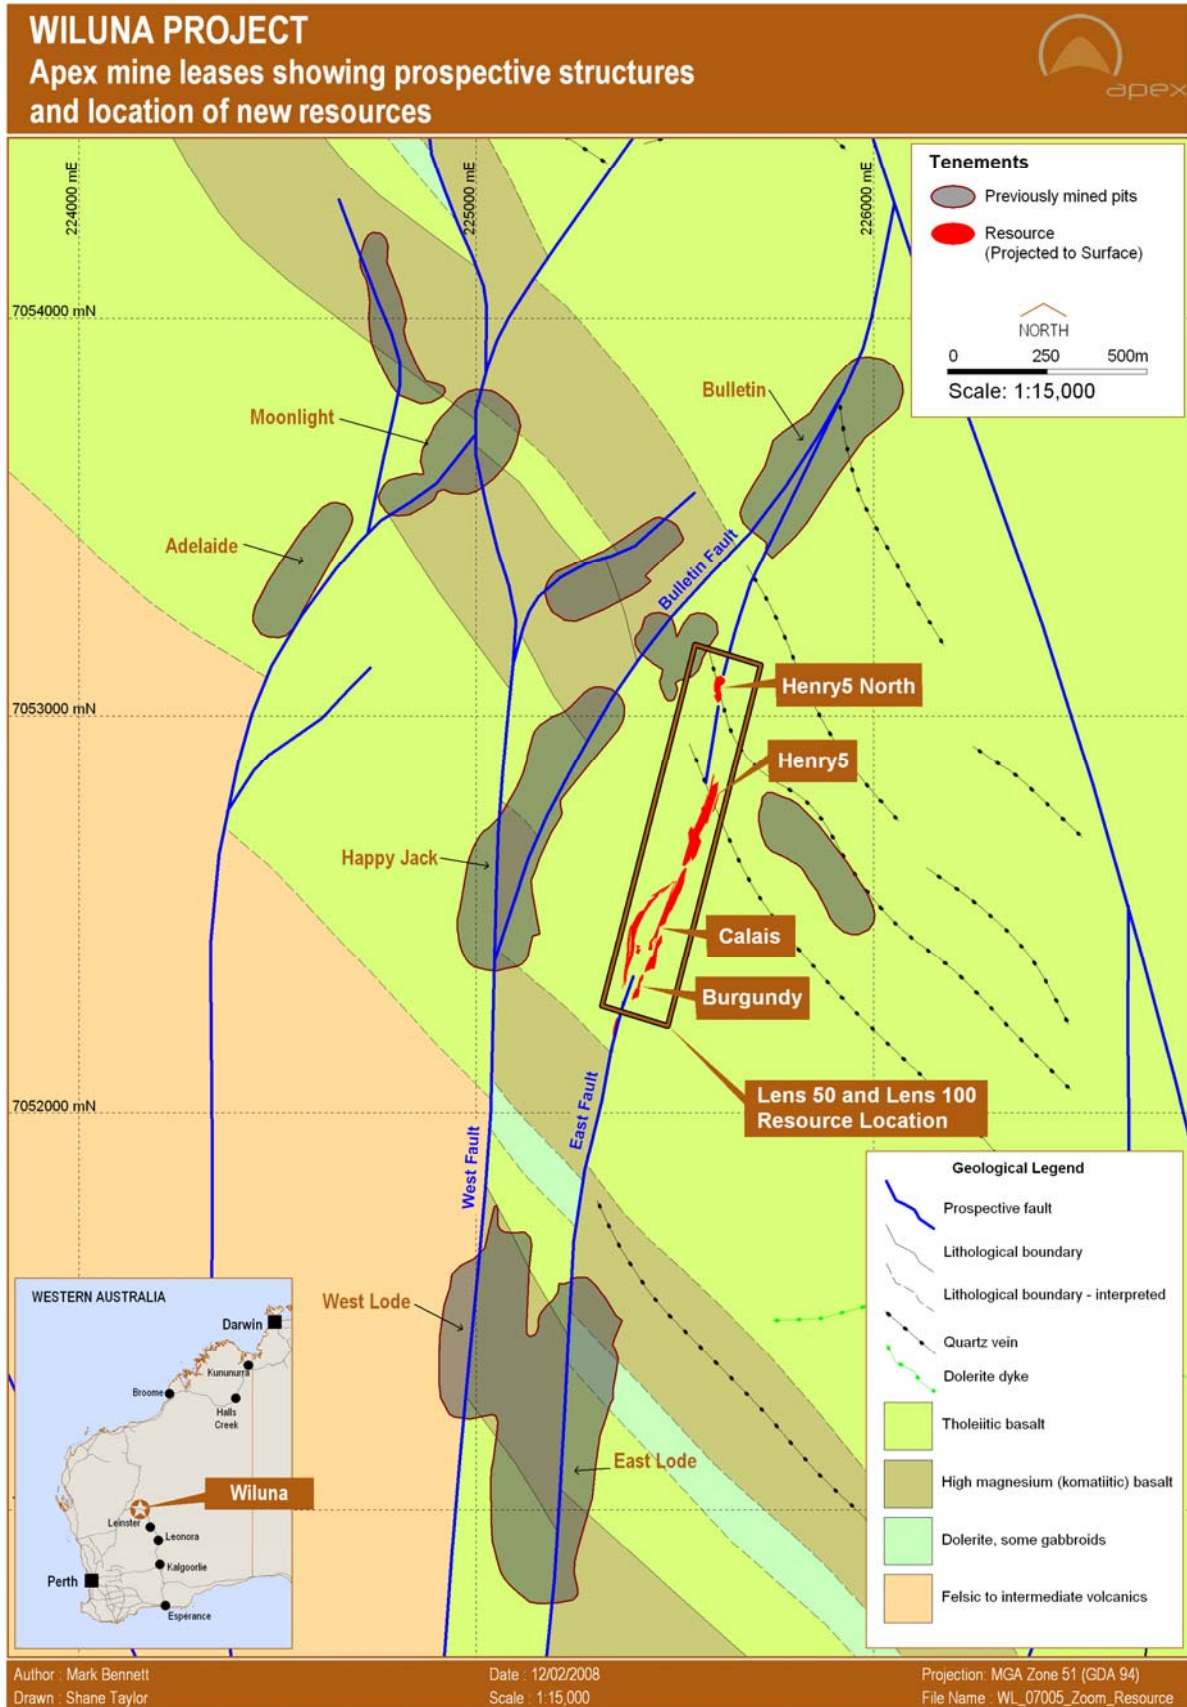 WILUNA PROJECT
Apex mine leases showing prospective structures
and location of new resources
apex
224000 mE
225000 mE
226000 mE
Tenements
Previously mined pits
Resource
(Projected to Surface)
NORTH
0 250 500m
Scale: 1:15,000
7054000 mN
Moonlight
Bulletin
Adelaide
Bulletin Fault
Henry5 North
7053000 mN
Henry5
Happy Jack
Calais
Burgundy
Lens 50 and Lens 100
Resource Location
7052000 mN
East Fault
West Fault
Geological Legend
Prospective fault
Lithological boundary
Lithological boundary - interpreted
Quartz vein
Dolerite dyke
Tholeiitic basalt
High magnesium (komatiitic) basalt
Dolerite, some gabbroids
Felsic to intermediate volcanics
West Lode
East Lode
WESTERN AUSTRALIA
Darwin
Kununurra
Broome
Halls
Creek
Wiluna
Leinster
Leonora
Kalgoorlie
Perth
Esperance
Author : Mark Bennett
Date : 12/02/2008
Projection: MGA Zone 51 (GDA 94)
Drawn : Shane Taylor
Scale : 1:15,000
File Name : WL_07005_Zoom_Resource